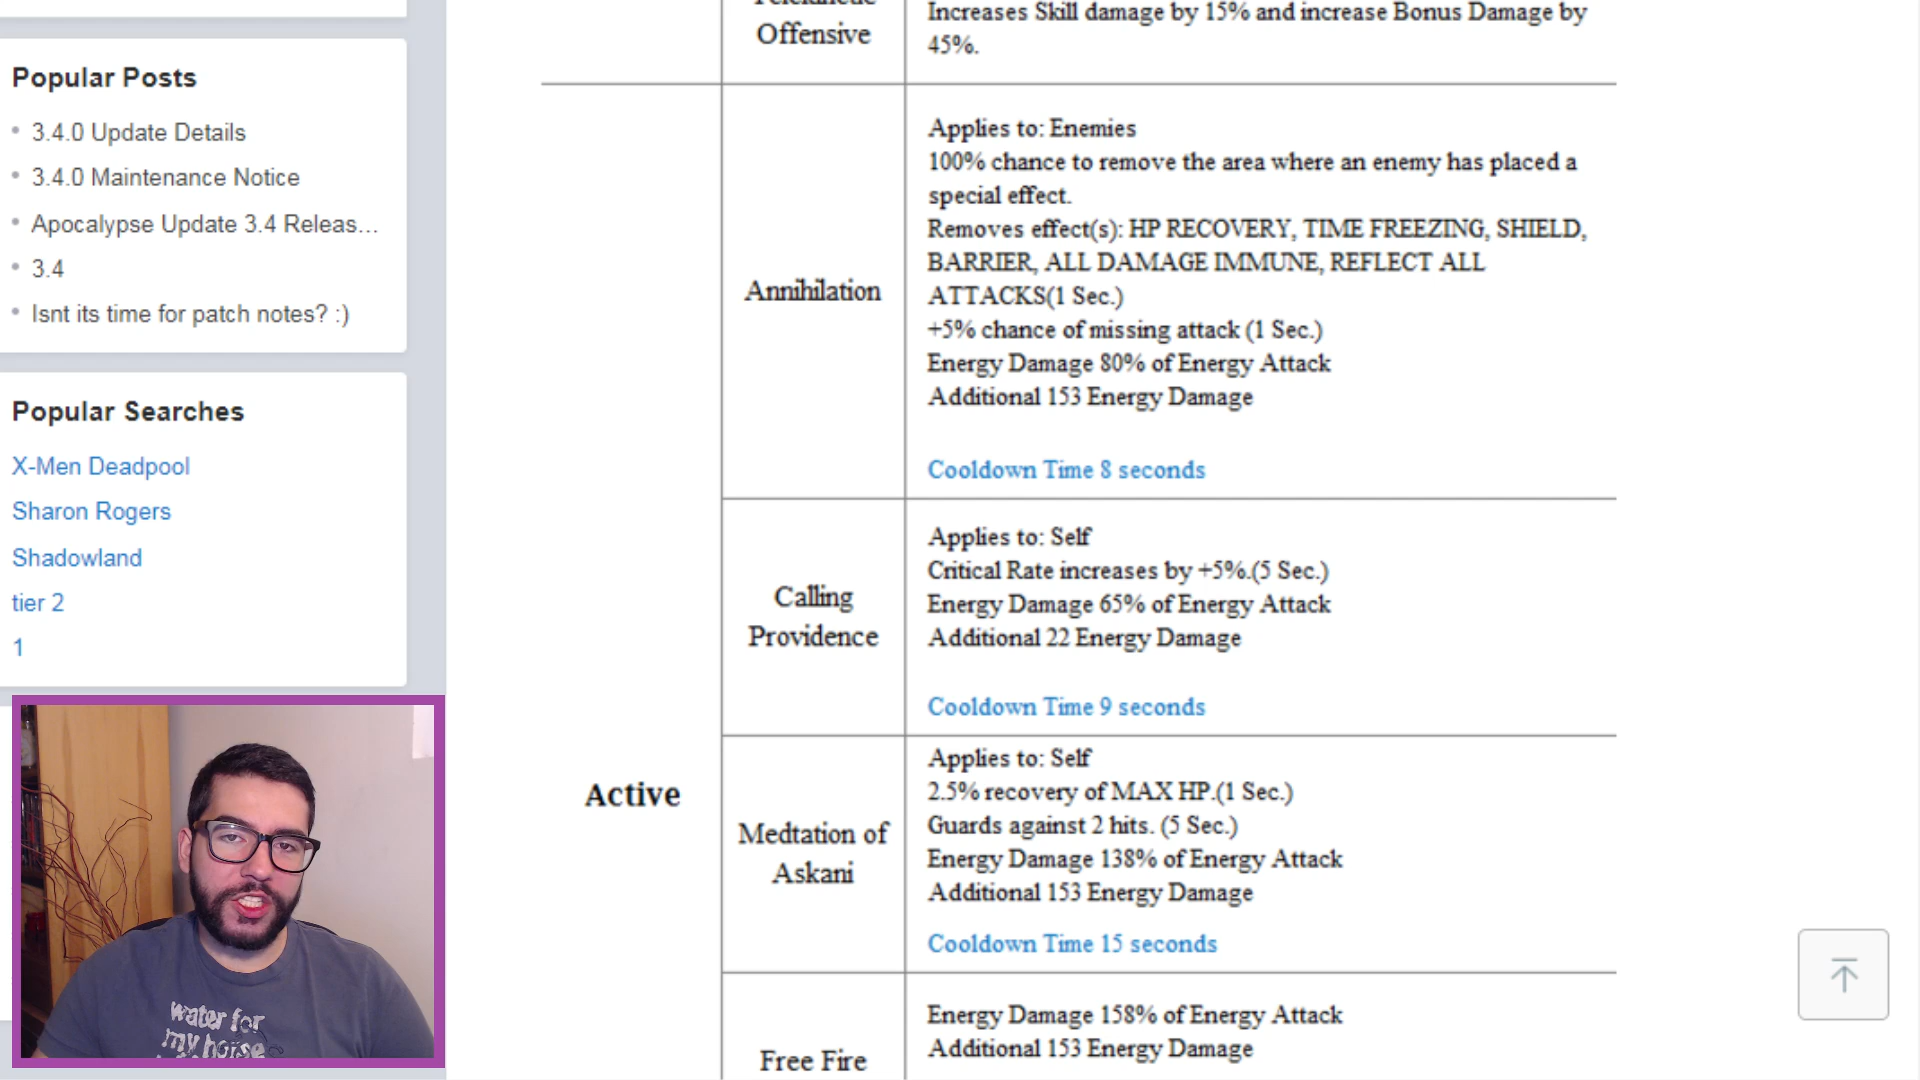 Popular Posts
3.4.0 Update Details
3.4.0 Maintenance Notice
Apocalypse Update 3.4 Releas...
3.4
Isnt its time for patch notes? :)
Popular Searches
X-Men Deadpool
Sharon Rogers
Shadowland
tier 2
1
water for
my horse
Offensive
Increases Skill damage by 15% and increase Bonus Damage by
45%.
Active
Annihilation
Applies to: Enemies
100% chance to remove the area where an enemy has placed a
special effect.
Removes effect(s): HP RECOVERY, TIME FREEZING, SHIELD,
BARRIER, ALL DAMAGE IMMUNE, REFLECT ALL
ATTACKS(1 Sec.)
+5% chance of missing attack (1 Sec.)
Energy Damage 80% of Energy Attack
Additional 153 Energy Damage
Cooldown Time 8 seconds
Calling
Providence
Applies to: Self
Critical Rate increases by +5%.(5 Sec.)
Energy Damage 65% of Energy Attack
Additional 22 Energy Damage
Cooldown Time 9 seconds
Medtation of
Askani
Applies to: Self
2.5% recovery of MAX HP.(1 Sec.)
Guards against 2 hits. (5 Sec.)
Energy Damage 138% of Energy Attack
Additional 153 Energy Damage
Cooldown Time 15 seconds
Free Fire
Energy Damage 158% of Energy Attack
Additional 153 Energy Damage